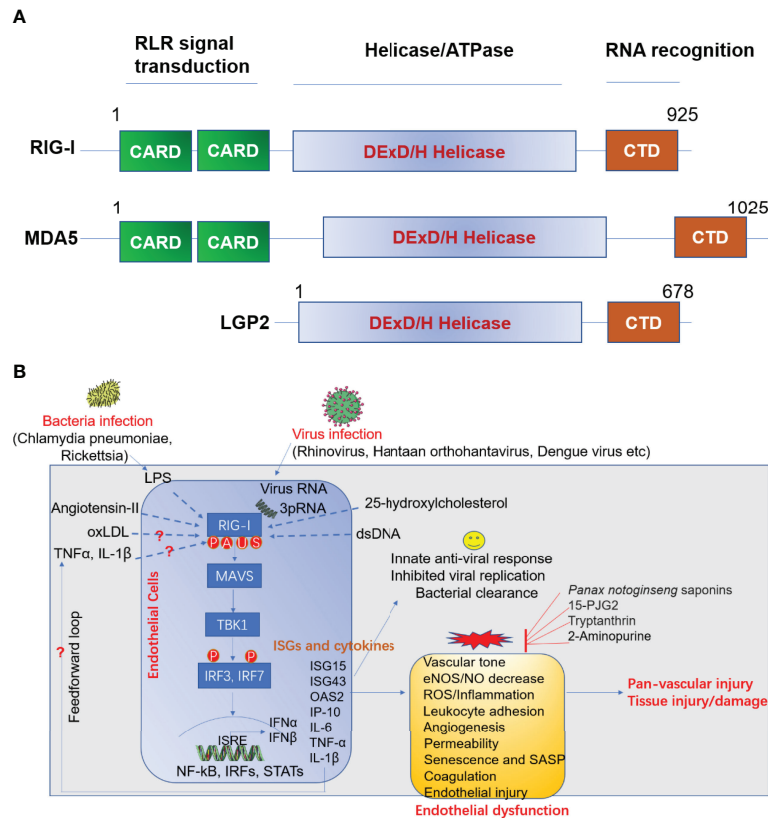 A
RLR signal
transduction
Helicase/ATPase
RNA recognition
1
925
RIG-I
CARD
CARD
DExD/H Helicase
CTD
1
1025
MDA5
CARD
CARD
DExD/H Helicase
CTD
1
678
LGP2
DExD/H Helicase
CTD
B
Bacteria infection
(Chlamydia pneumoniae,
Rickettsia)
Virus infection
(Rhinovirus, Hantaan orthohantavirus, Dengue virus etc)
LPS
Virus RNA
3pRNA
Angiotensin-II
oxLDL
?
TNFα, IL-1β
?
25-hydroxylcholesterol
dsDNA
RIG-I
P A U S
MAVS
TBK1
P
P
IRF3, IRF7
Endothelial Cells
Feedforward loop
?
ISRE
IFNα
IFNβ
NF-kB, IRFs, STATs
ISGs and cytokines
ISG15
ISG43
OAS2
IP-10
IL-6
TNF-α
IL-1β
Innate anti-viral response
Inhibited viral replication
Bacterial clearance
Panax notoginseng saponins
15-PJG2
Tryptanthrin
2-Aminopurine
Vascular tone
eNOS/NO decrease
ROS/Inflammation
Leukocyte adhesion
Angiogenesis
Permeability
Senescence and SASP
Coagulation
Endothelial injury
Endothelial dysfunction
Pan-vascular injury
Tissue injury/damage